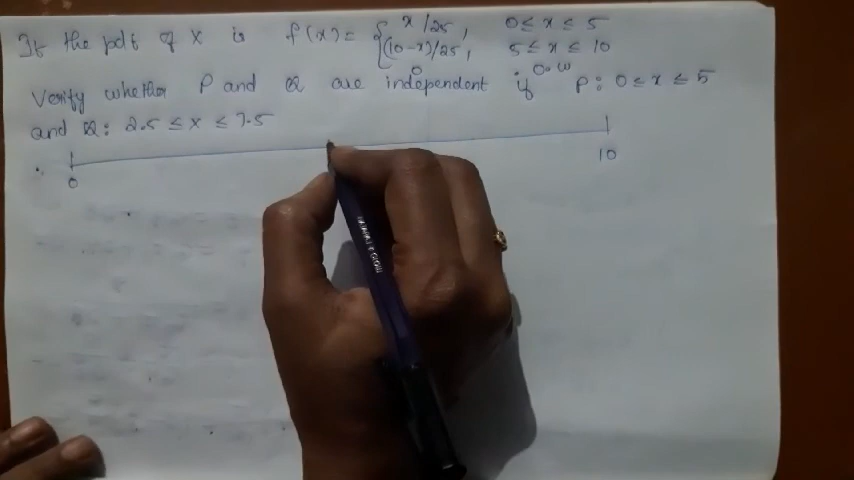 If the pdf of X is f(x) = { x/25, 0 ≤ x ≤ 5
(10-x)/25, 5 ≤ x ≤ 10
0 o.w
Verify whether P and Q are independent if P: 0 ≤ x ≤ 5
and Q: 2.5 ≤ x ≤ 7.5
0 10